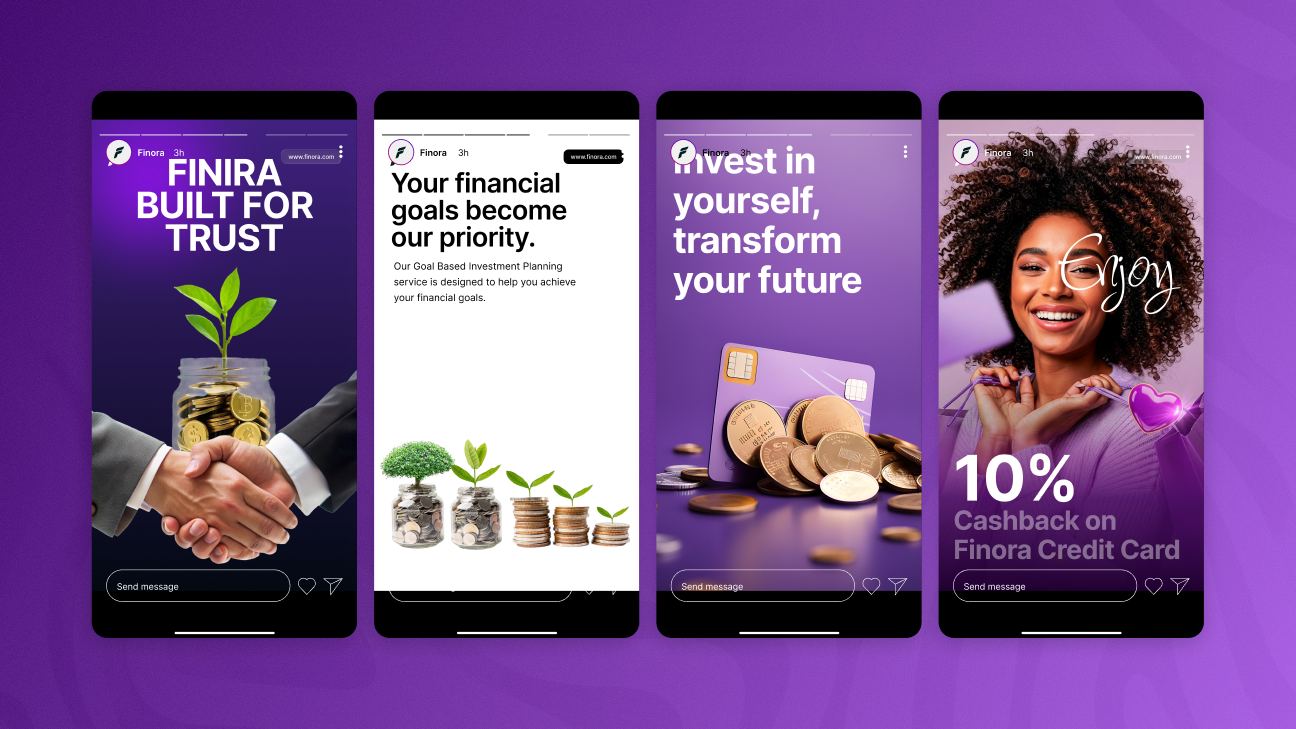 Finora 3h
www.finora.com
FINIRA
BUILT FOR
TRUST
Send message
Finora 3h
www.finora.com
Your financial
goals become
our priority.
Our Goal Based Investment Planning
service is designed to help you achieve
your financial goals.
Finora 3h
Invest in
yourself,
transform
your future
Send message
Finora 3h
www.finora.com
Enjoy
10%
Cashback on
Finora Credit Card
Send message